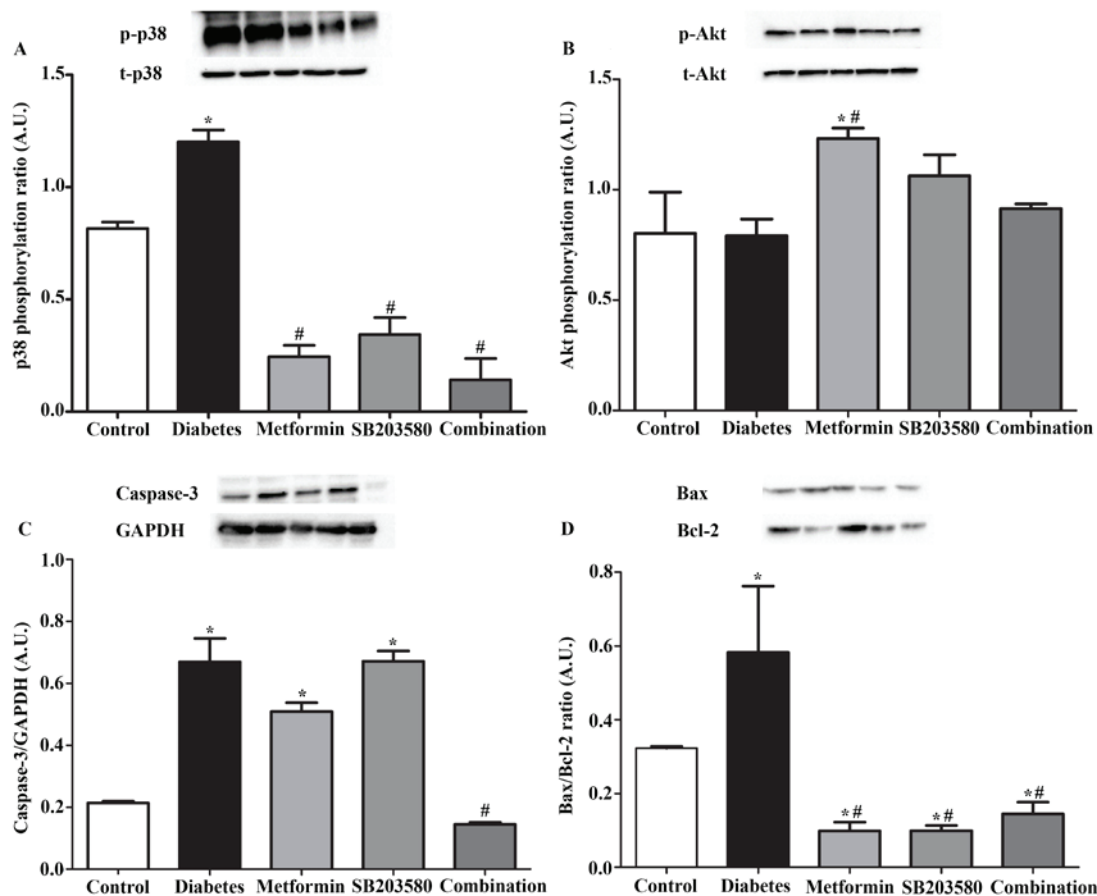 A
p-p38
t-p38
p38 phosphorylation ratio (A.U.)
1.5
1.0
0.5
0.0
*
#
#
#
Control Diabetes Metformin SB203580 Combination
B
p-Akt
t-Akt
Akt phosphorylation ratio (A.U.)
1.5
1.0
0.5
0.0
*#
Control Diabetes Metformin SB203580 Combination
C
Caspase-3
GAPDH
Caspase-3/GAPDH (A.U.)
1.0
0.8
0.6
0.4
0.2
0.0
*
*
*
#
Control Diabetes Metformin SB203580 Combination
D
Bax
Bcl-2
Bax/Bcl-2 ratio (A.U.)
0.8
0.6
0.4
0.2
0.0
*
*#
*#
*#
Control Diabetes Metformin SB203580 Combination